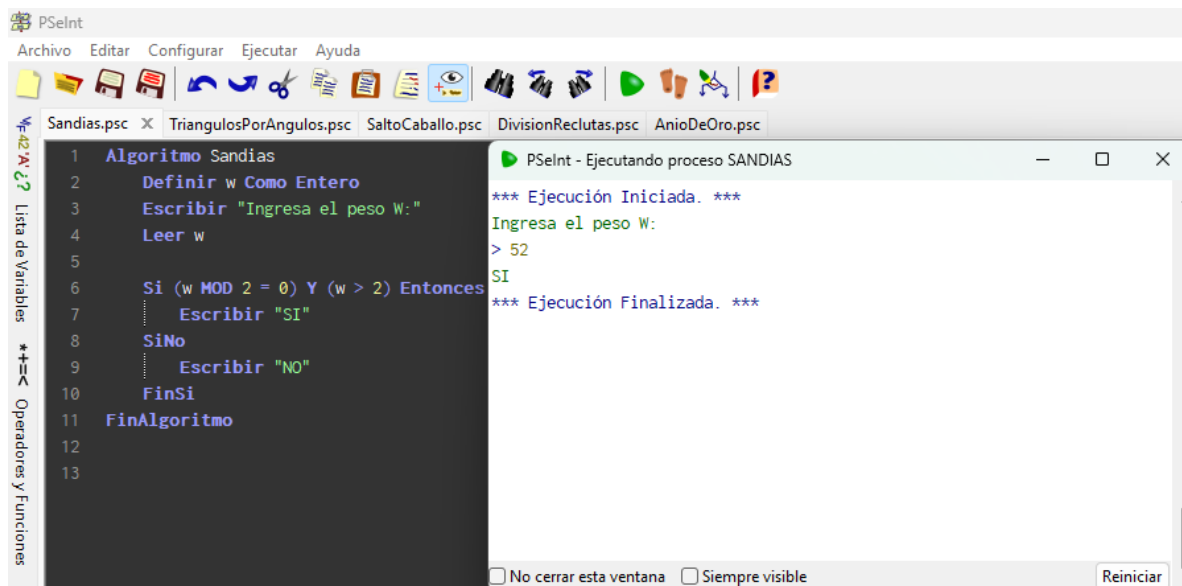 PSeInt
Archivo Editar Configurar Ejecutar Ayuda
Sandias.psc X TriangulosPorAngulos.psc SaltoCaballo.psc DivisionReclutas.psc AnioDeOro.psc
42 'A' ¿? Lista de Variables
*+=< Operadores y Funciones
1 Algoritmo Sandias
2 Definir w Como Entero
3 Escribir "Ingresa el peso W:"
4 Leer w
5
6 Si (w MOD 2 = 0) Y (w > 2) Entonces
7 Escribir "SI"
8 SiNo
9 Escribir "NO"
10 FinSi
11 FinAlgoritmo
12
13
PSeInt - Ejecutando proceso SANDIAS
*** Ejecución Iniciada. ***
Ingresa el peso W:
> 52
SI
*** Ejecución Finalizada. ***
No cerrar esta ventana Siempre visible Reiniciar